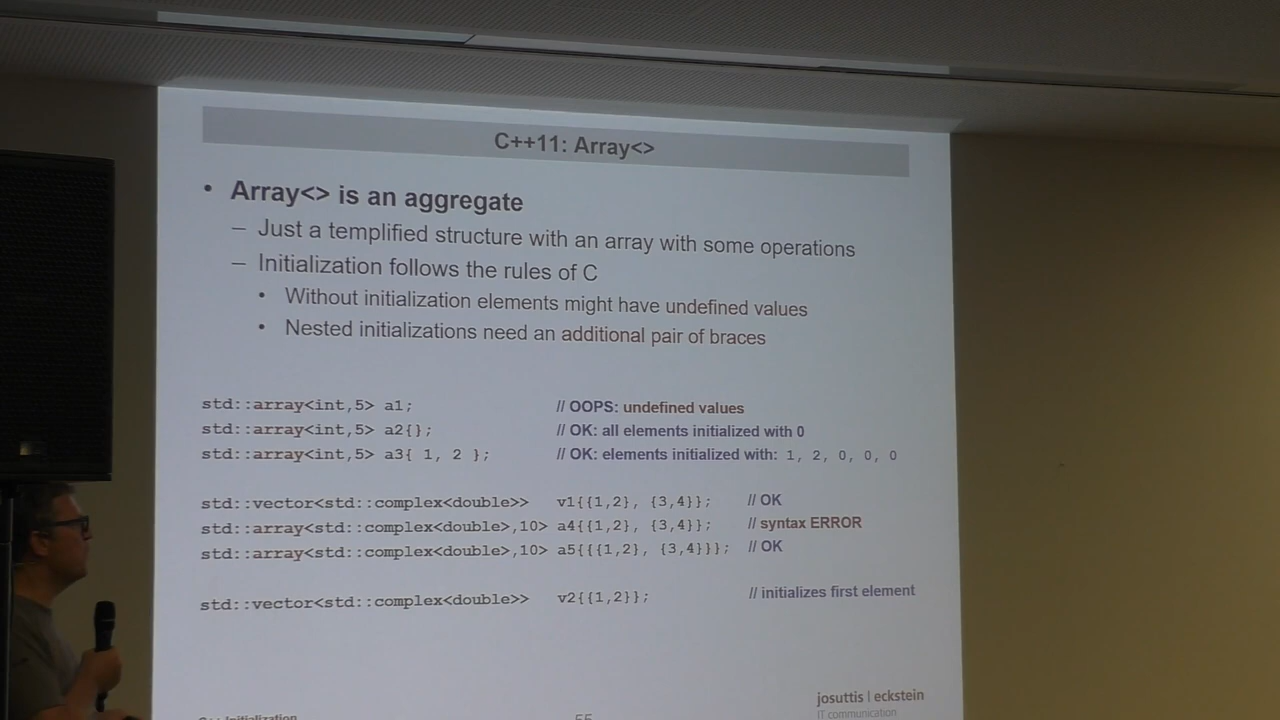 C++11: Array<>
• Array<> is an aggregate
– Just a templified structure with an array with some operations
– Initialization follows the rules of C
• Without initialization elements might have undefined values
• Nested initializations need an additional pair of braces
std::array<int,5> a1; // OOPS: undefined values
std::array<int,5> a2{}; // OK: all elements initialized with 0
std::array<int,5> a3{ 1, 2 }; // OK: elements initialized with: 1, 2, 0, 0, 0
std::vector<std::complex<double>> v1{{1,2}, {3,4}}; // OK
std::array<std::complex<double>,10> a4{{1,2}, {3,4}}; // syntax ERROR
std::array<std::complex<double>,10> a5{{{1,2}, {3,4}}}; // OK
std::vector<std::complex<double>> v2{{1,2}}; // initializes first element
josuttis | eckstein
IT communication
C++ Initialization
55